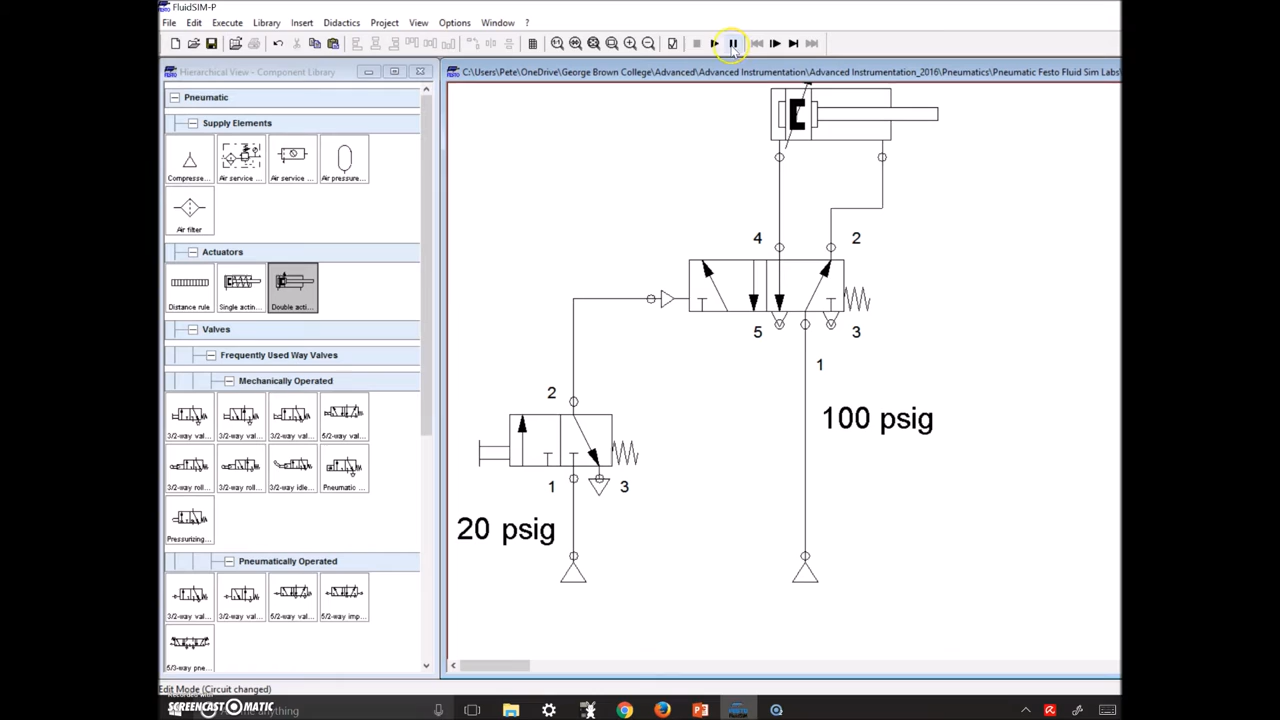 FluidSIM-P
File Edit Execute Library Insert Didactics Project View Options Window ?
Hierarchical View - Component Library
C:\Users\Pete\OneDrive\George Brown College\Advanced\Advanced Instrumentation\Advanced Instrumentation_2016\Pneumatics\Pneumatic Festo Fluid Sim Labs\
Pneumatic
Supply Elements
Compresse... Air service ... Air service ... Air pressure...
Air filter
Actuators
Distance rule Single actin... Double acti...
Valves
Frequently Used Way Valves
Mechanically Operated
3/2-way val... 3/2-way val... 3/2-way val... 5/2-way val...
3/2-way roll... 3/2-way roll... 3/2-way idle... Pneumatic ...
Pressurizing...
Pneumatically Operated
3/2-way val... 3/2-way val... 5/2-way val... 5/2-way imp...
5/3-way pne...
4 2
5 3
1
2
100 psig
1 3
20 psig
Edit Mode (Circuit changed)
SCREENCAST MATIC
me anything